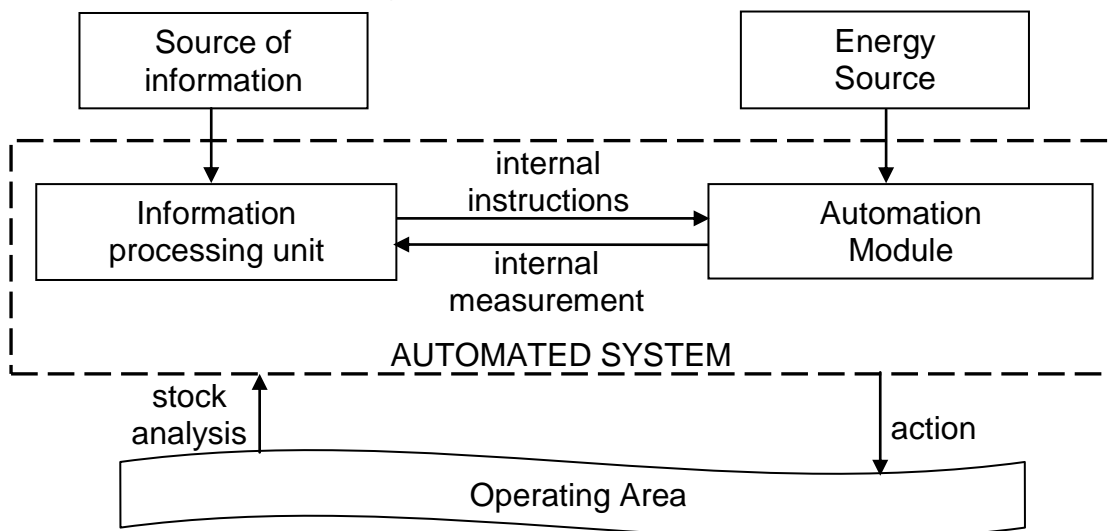 Source of
information
Energy
Source
internal
instructions
Information
processing unit
Automation
Module
internal
measurement
AUTOMATED SYSTEM
stock
analysis
action
Operating Area